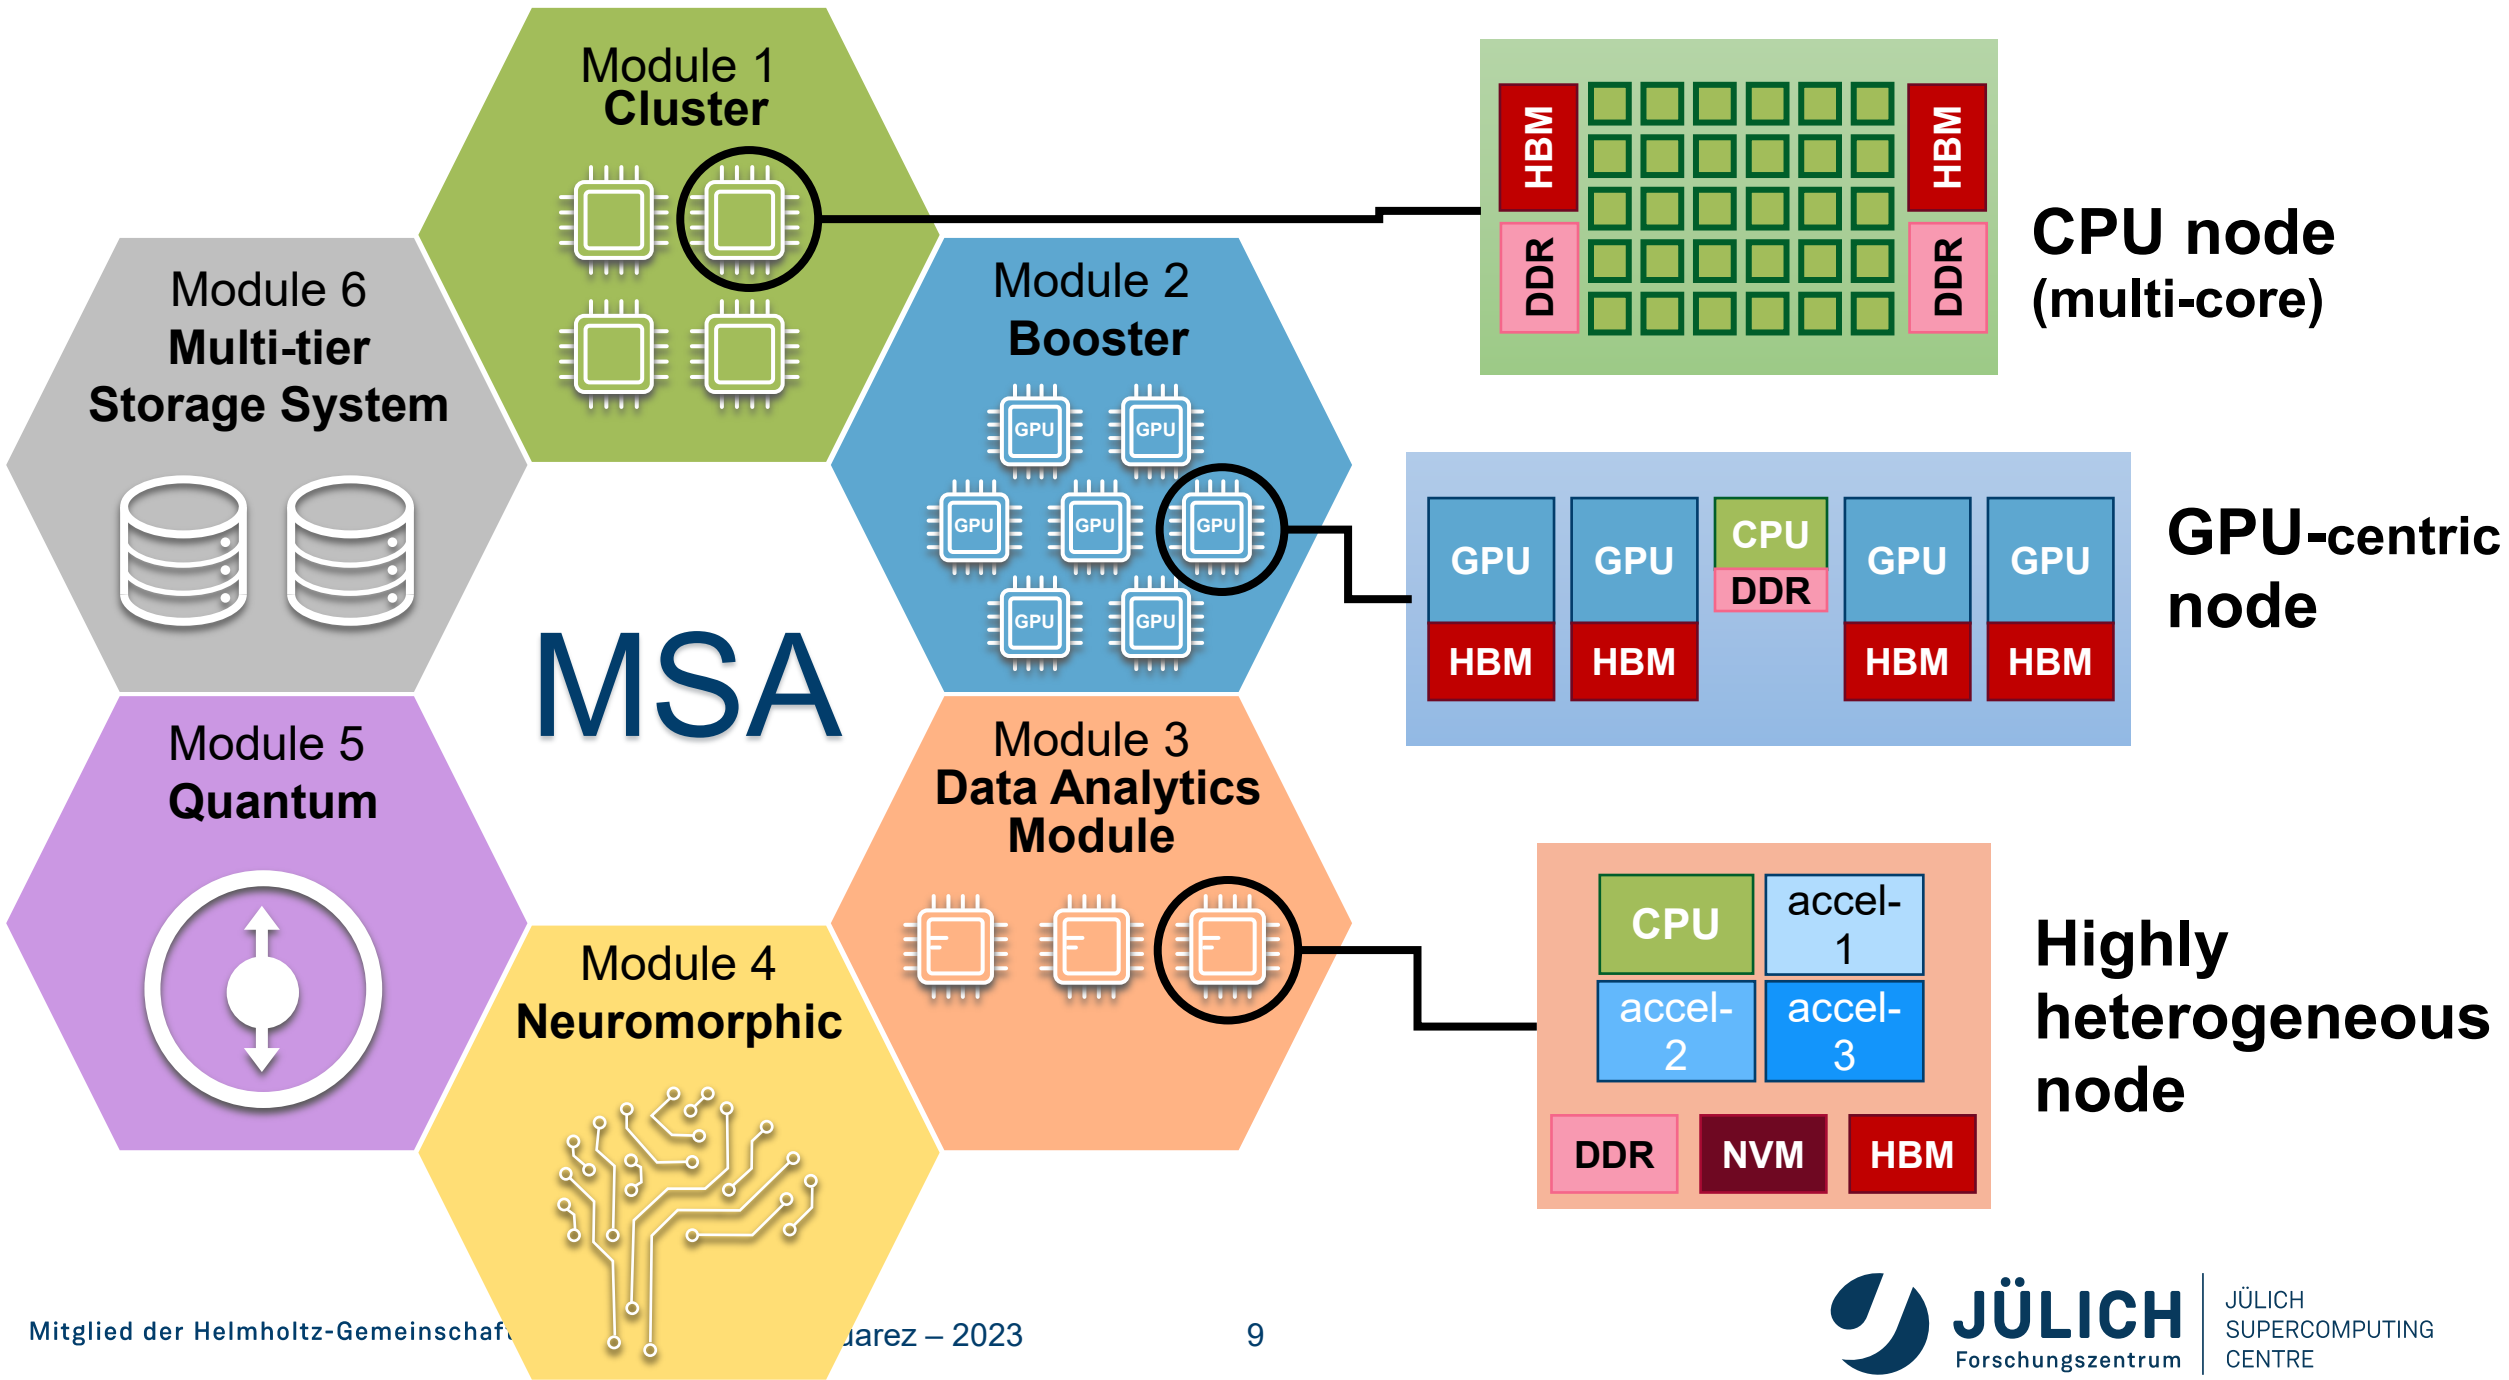 Module 1
Cluster
Module 2
Booster
GPU
GPU
GPU
GPU
GPU
GPU
GPU
Module 3
Data Analytics
Module
Module 4
Neuromorphic
Module 5
Quantum
Module 6
Multi-tier
Storage System
MSA
HBM
DDR
HBM
DDR
CPU node
(multi-core)
GPU
HBM
GPU
HBM
CPU
DDR
GPU
HBM
GPU
HBM
GPU-centric
node
CPU
accel-
1
accel-
2
accel-
3
DDR
NVM
HBM
Highly
heterogeneous
node
Mitglied der Helmholtz-Gemeinschaf
– 2023
9
JÜLICH
Forschungszentrum
JÜLICH
SUPERCOMPUTING
CENTRE